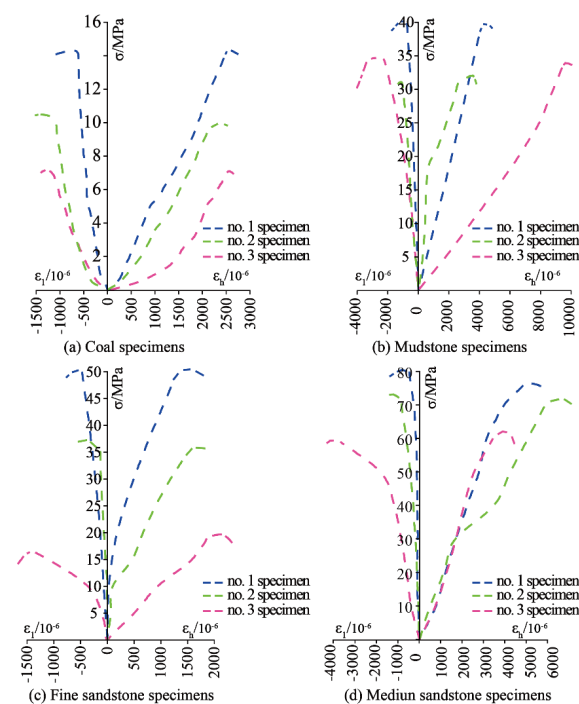 16
14
12
10
8
6
4
2
σ/MPa
no. 1 specimen
no. 2 specimen
no. 3 specimen
ε₁/10⁻⁶
εₕ/10⁻⁶
-1500
-1000
-500
0
500
1000
1500
2000
2500
3000
(a) Coal specimens
40
35
30
25
20
15
10
5
σ/MPa
no. 1 specimen
no. 2 specimen
no. 3 specimen
ε₁/10⁻⁶
εₕ/10⁻⁶
-4000
-2000
0
2000
4000
6000
8000
10000
(b) Mudstone specimens
50
45
40
35
30
25
20
15
10
5
σ/MPa
no. 1 specimen
no. 2 specimen
no. 3 specimen
ε₁/10⁻⁶
εₕ/10⁻⁶
-1500
-1000
-500
0
500
1000
1500
2000
(c) Fine sandstone specimens
80
70
60
50
40
30
20
10
σ/MPa
no. 1 specimen
no. 2 specimen
no. 3 specimen
ε₁/10⁻⁶
εₕ/10⁻⁶
-4000
-3000
-2000
-1000
0
1000
2000
3000
4000
5000
6000
(d) Mediun sandstone specimens